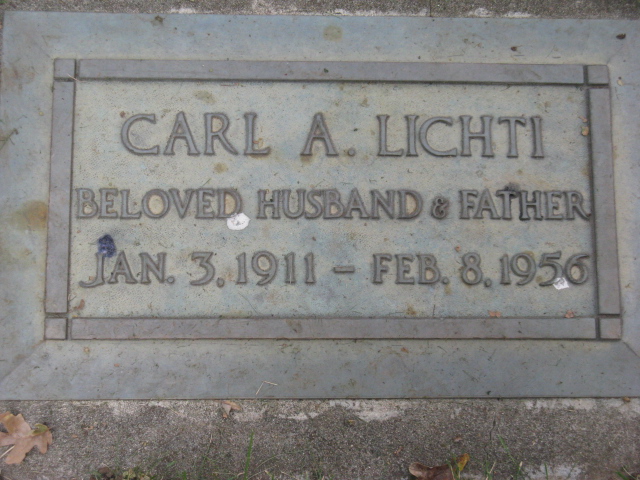 CARL A. LICHTI
BELOVED HUSBAND & FATHER
JAN. 3, 1911 – FEB. 8, 1956